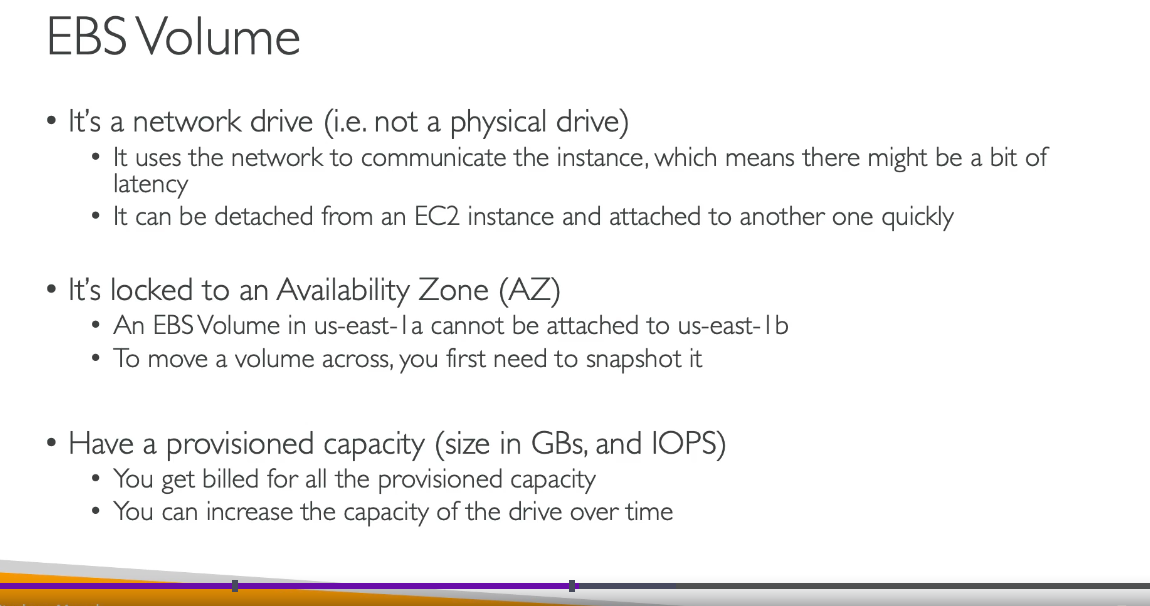 EBS Volume
• It's a network drive (i.e. not a physical drive)
• It uses the network to communicate the instance, which means there might be a bit of
latency
• It can be detached from an EC2 instance and attached to another one quickly
• It's locked to an Availability Zone (AZ)
• An EBS Volume in us-east-1a cannot be attached to us-east-1b
• To move a volume across, you first need to snapshot it
• Have a provisioned capacity (size in GBs, and IOPS)
• You get billed for all the provisioned capacity
• You can increase the capacity of the drive over time